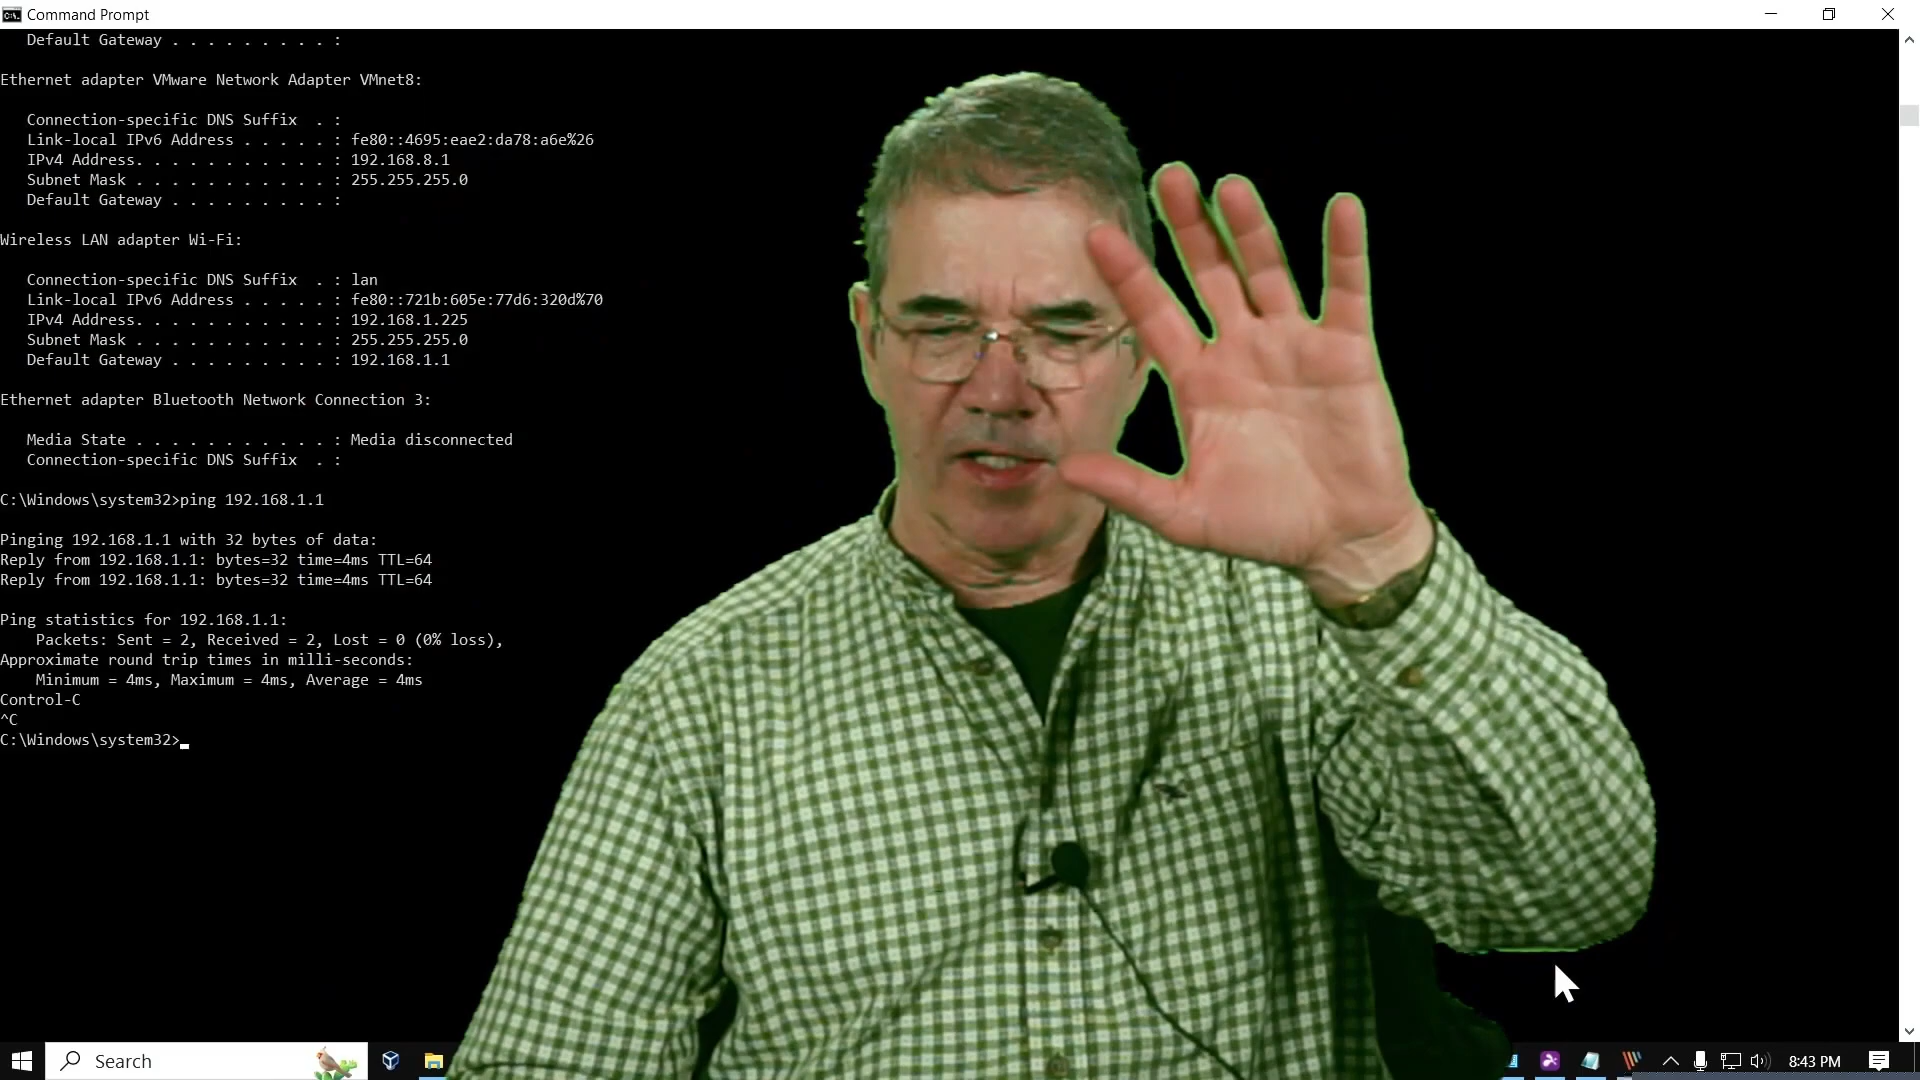 Command Prompt
Default Gateway . . . . . . . . . :
Ethernet adapter VMware Network Adapter VMnet8:
Connection-specific DNS Suffix  . :
Link-local IPv6 Address . . . . . : fe80::4695:eae2:da78:a6e%26
IPv4 Address. . . . . . . . . . . : 192.168.8.1
Subnet Mask . . . . . . . . . . . : 255.255.255.0
Default Gateway . . . . . . . . . :
Wireless LAN adapter Wi-Fi:
Connection-specific DNS Suffix  . : lan
Link-local IPv6 Address . . . . . : fe80::721b:605e:77d6:320d%70
IPv4 Address. . . . . . . . . . . : 192.168.1.225
Subnet Mask . . . . . . . . . . . : 255.255.255.0
Default Gateway . . . . . . . . . : 192.168.1.1
Ethernet adapter Bluetooth Network Connection 3:
Media State . . . . . . . . . . . : Media disconnected
Connection-specific DNS Suffix  . :
C:\Windows\system32>ping 192.168.1.1
Pinging 192.168.1.1 with 32 bytes of data:
Reply from 192.168.1.1: bytes=32 time=4ms TTL=64
Reply from 192.168.1.1: bytes=32 time=4ms TTL=64
Ping statistics for 192.168.1.1:
Packets: Sent = 2, Received = 2, Lost = 0 (0% loss),
Approximate round trip times in milli-seconds:
Minimum = 4ms, Maximum = 4ms, Average = 4ms
Control-C
^C
C:\Windows\system32>
Search
8:43 PM